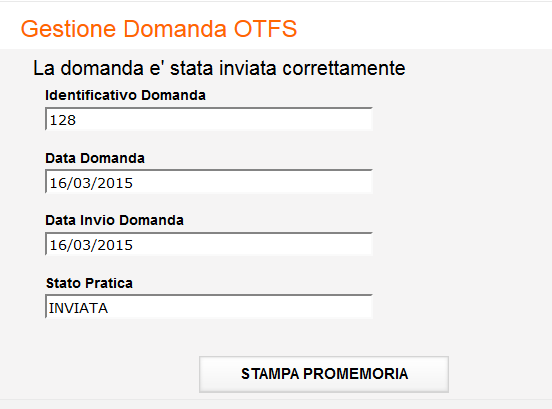 Gestione Domanda OTFS
La domanda e' stata inviata correttamente
Identificativo Domanda
128
Data Domanda
16/03/2015
Data Invio Domanda
16/03/2015
Stato Pratica
INVIATA
STAMPA PROMEMORIA